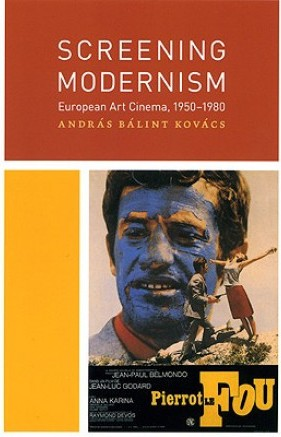 SCREENING
MODERNISM
European Art Cinema, 1950–1980
ANDRÁS BÁLINT KOVÁCS
JEAN-PAUL BELMONDO
JEAN-LUC GODARD
ANNA KARINA
Pierrot le FOU
RAYMOND DEVOS